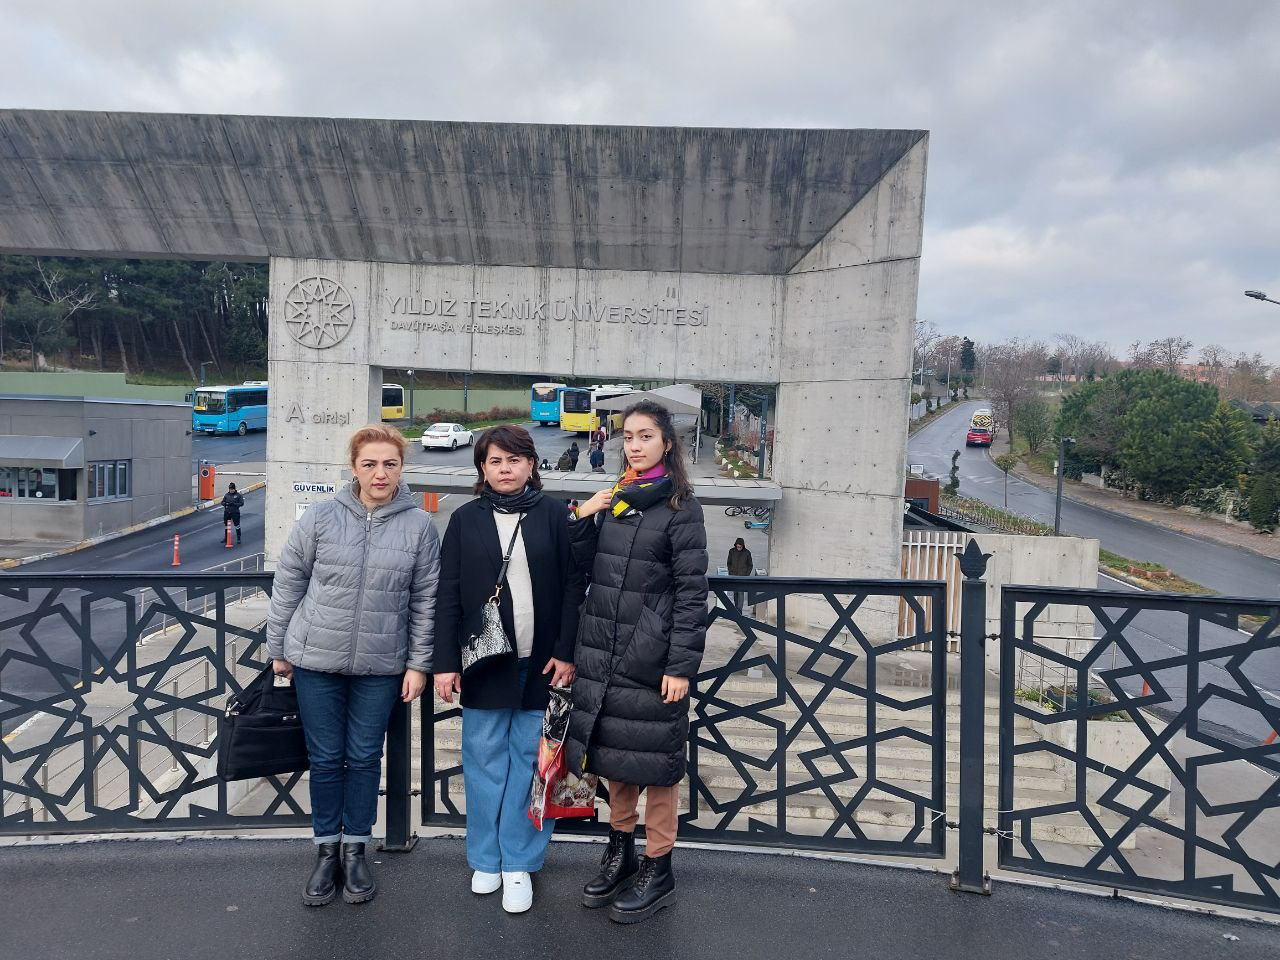 YILDIZ TEKNİK ÜNİVERSİTESİ
DAVUTPAŞA YERLEŞKESİ
A GİRİŞİ
GÜVENLİK